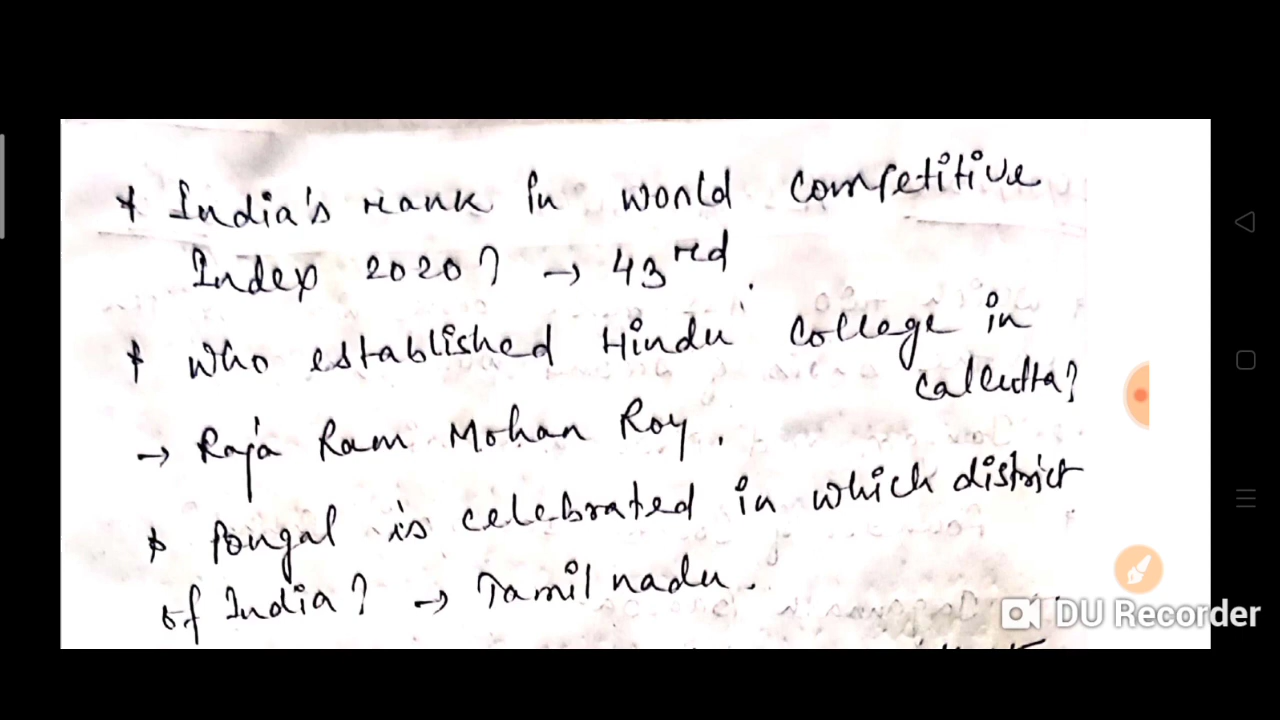 * India's rank in world competitive
Index 2020? → 43rd.
* who established Hindu college in
calcutta?
→ Raja Ram Mohan Roy.
* Pongal is celebrated in which district
of India? → Tamil nadu.
DU Recorder